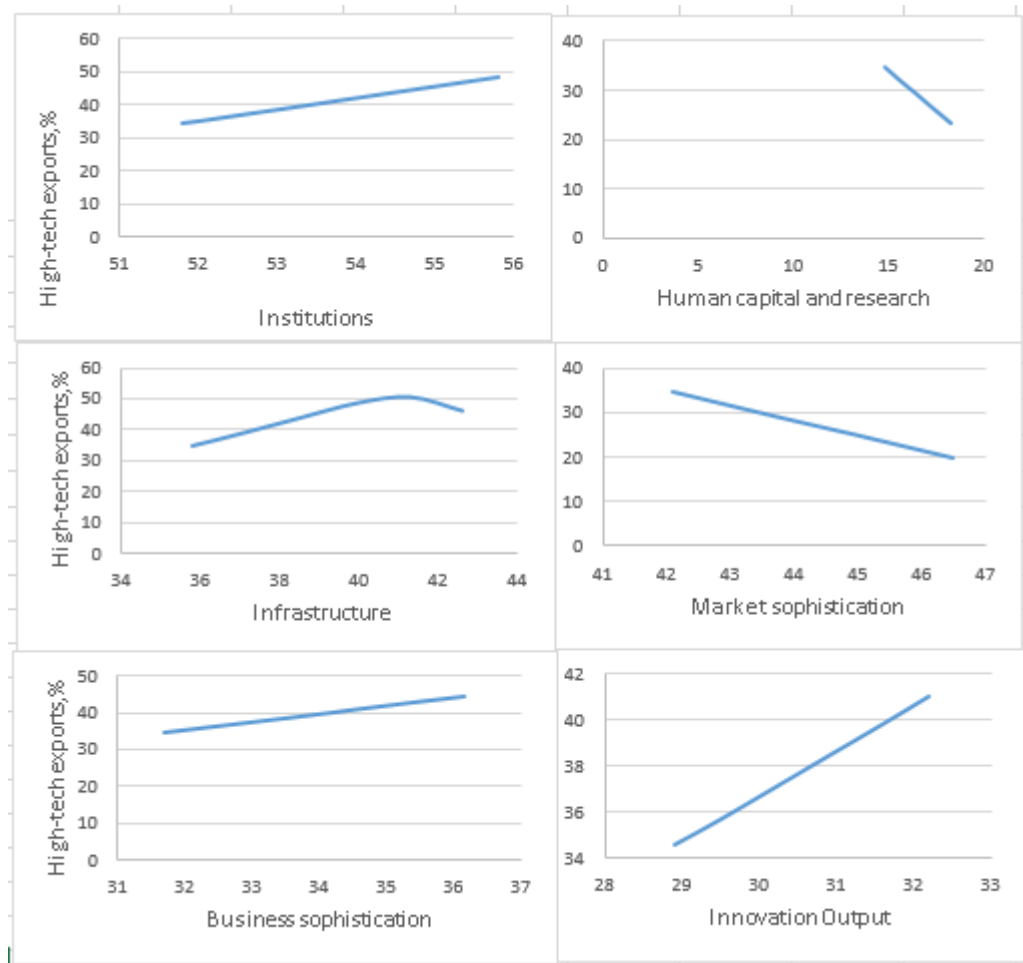 High-tech exports,%
60
50
40
30
20
10
0
51 52 53 54 55 56
Institutions
40
30
20
10
0
0 5 10 15 20
Human capital and research
High-tech exports,%
60
50
40
30
20
10
0
34 36 38 40 42 44
Infrastructure
40
30
20
10
0
41 42 43 44 45 46 47
Market sophistication
High-tech exports,%
50
40
30
20
10
0
31 32 33 34 35 36 37
Business sophistication
42
40
38
36
34
28 29 30 31 32 33
Innovation Output